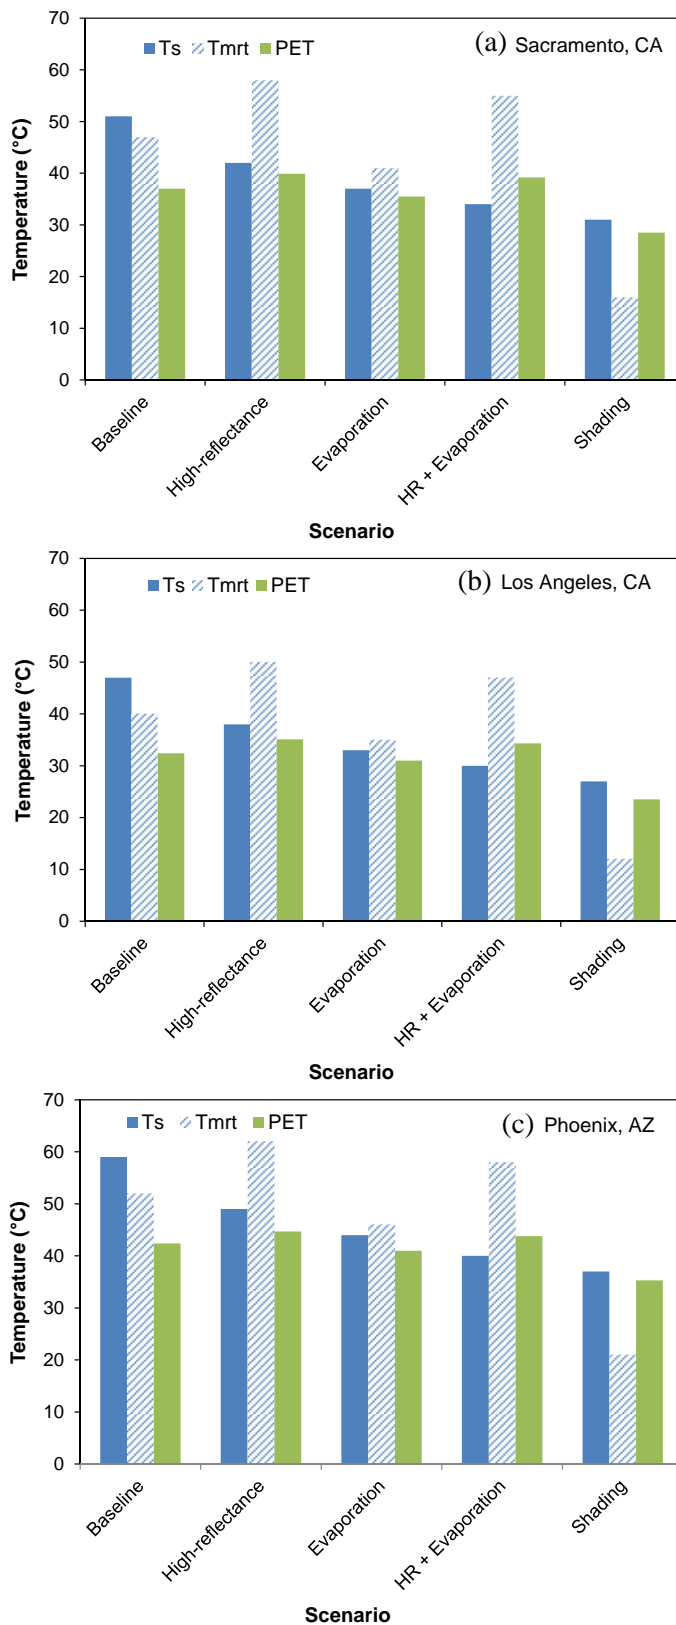 70
(a) Sacramento, CA
Ts Tmrt PET
60
50
40
30
20
10
0
Temperature (°C)
Baseline
High-reflectance
Evaporation
HR + Evaporation
Shading
Scenario
70
(b) Los Angeles, CA
Ts Tmrt PET
60
50
40
30
20
10
0
Temperature (°C)
Baseline
High-reflectance
Evaporation
HR + Evaporation
Shading
Scenario
70
Ts Tmrt PET
(c) Phoenix, AZ
60
50
40
30
20
10
0
Temperature (°C)
Baseline
High-reflectance
Evaporation
HR + Evaporation
Shading
Scenario